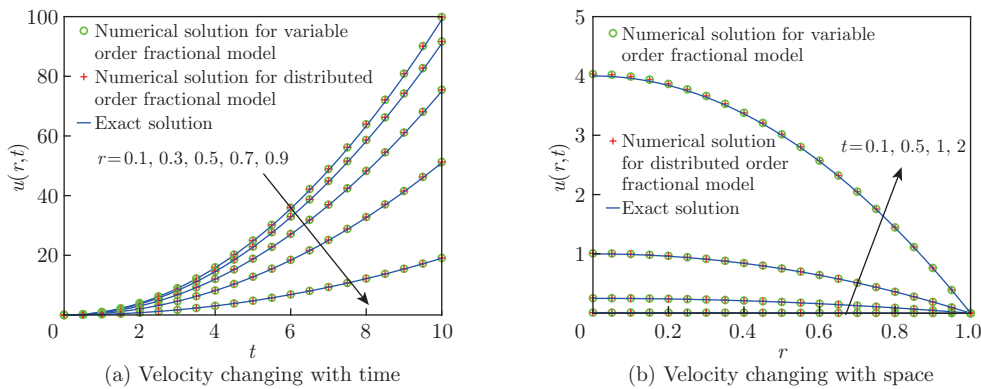 100
80
60
40
20
0
2
4
6
8
10
u(r,t)
t
Numerical solution for variable
order fractional model
Numerical solution for distributed
order fractional model
Exact solution
r=0.1, 0.3, 0.5, 0.7, 0.9
(a) Velocity changing with time
5
4
3
2
1
0
0.2
0.4
0.6
0.8
1.0
u(r,t)
r
Numerical solution for variable
order fractional model
Numerical solution
for distributed order
fractional model
Exact solution
t=0.1, 0.5, 1, 2
(b) Velocity changing with space